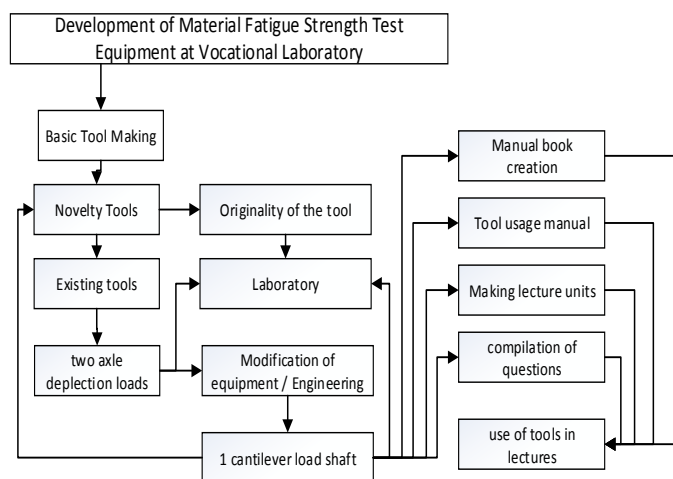 Development of Material Fatigue Strength Test
Equipment at Vocational Laboratory
Basic Tool Making
Novelty Tools
Originality of the tool
Existing tools
Laboratory
two axle
deplection loads
Modification of
equipment / Engineering
1 cantilever load shaft
Manual book
creation
Tool usage manual
Making lecture units
compilation of
questions
use of tools in
lectures